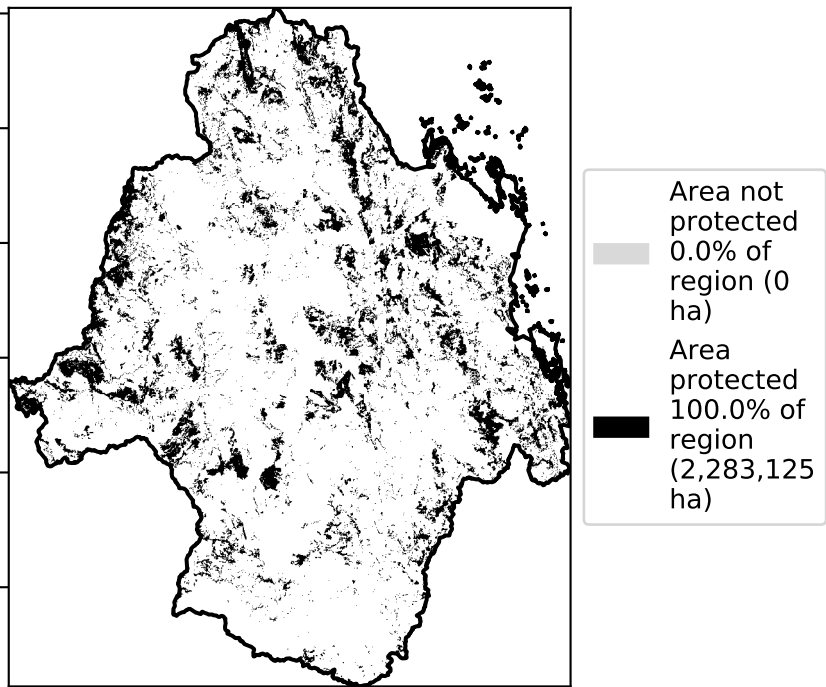 Area not
protected
0.0% of
region (0
ha)
Area
protected
100.0% of
region
(2,283,125
ha)